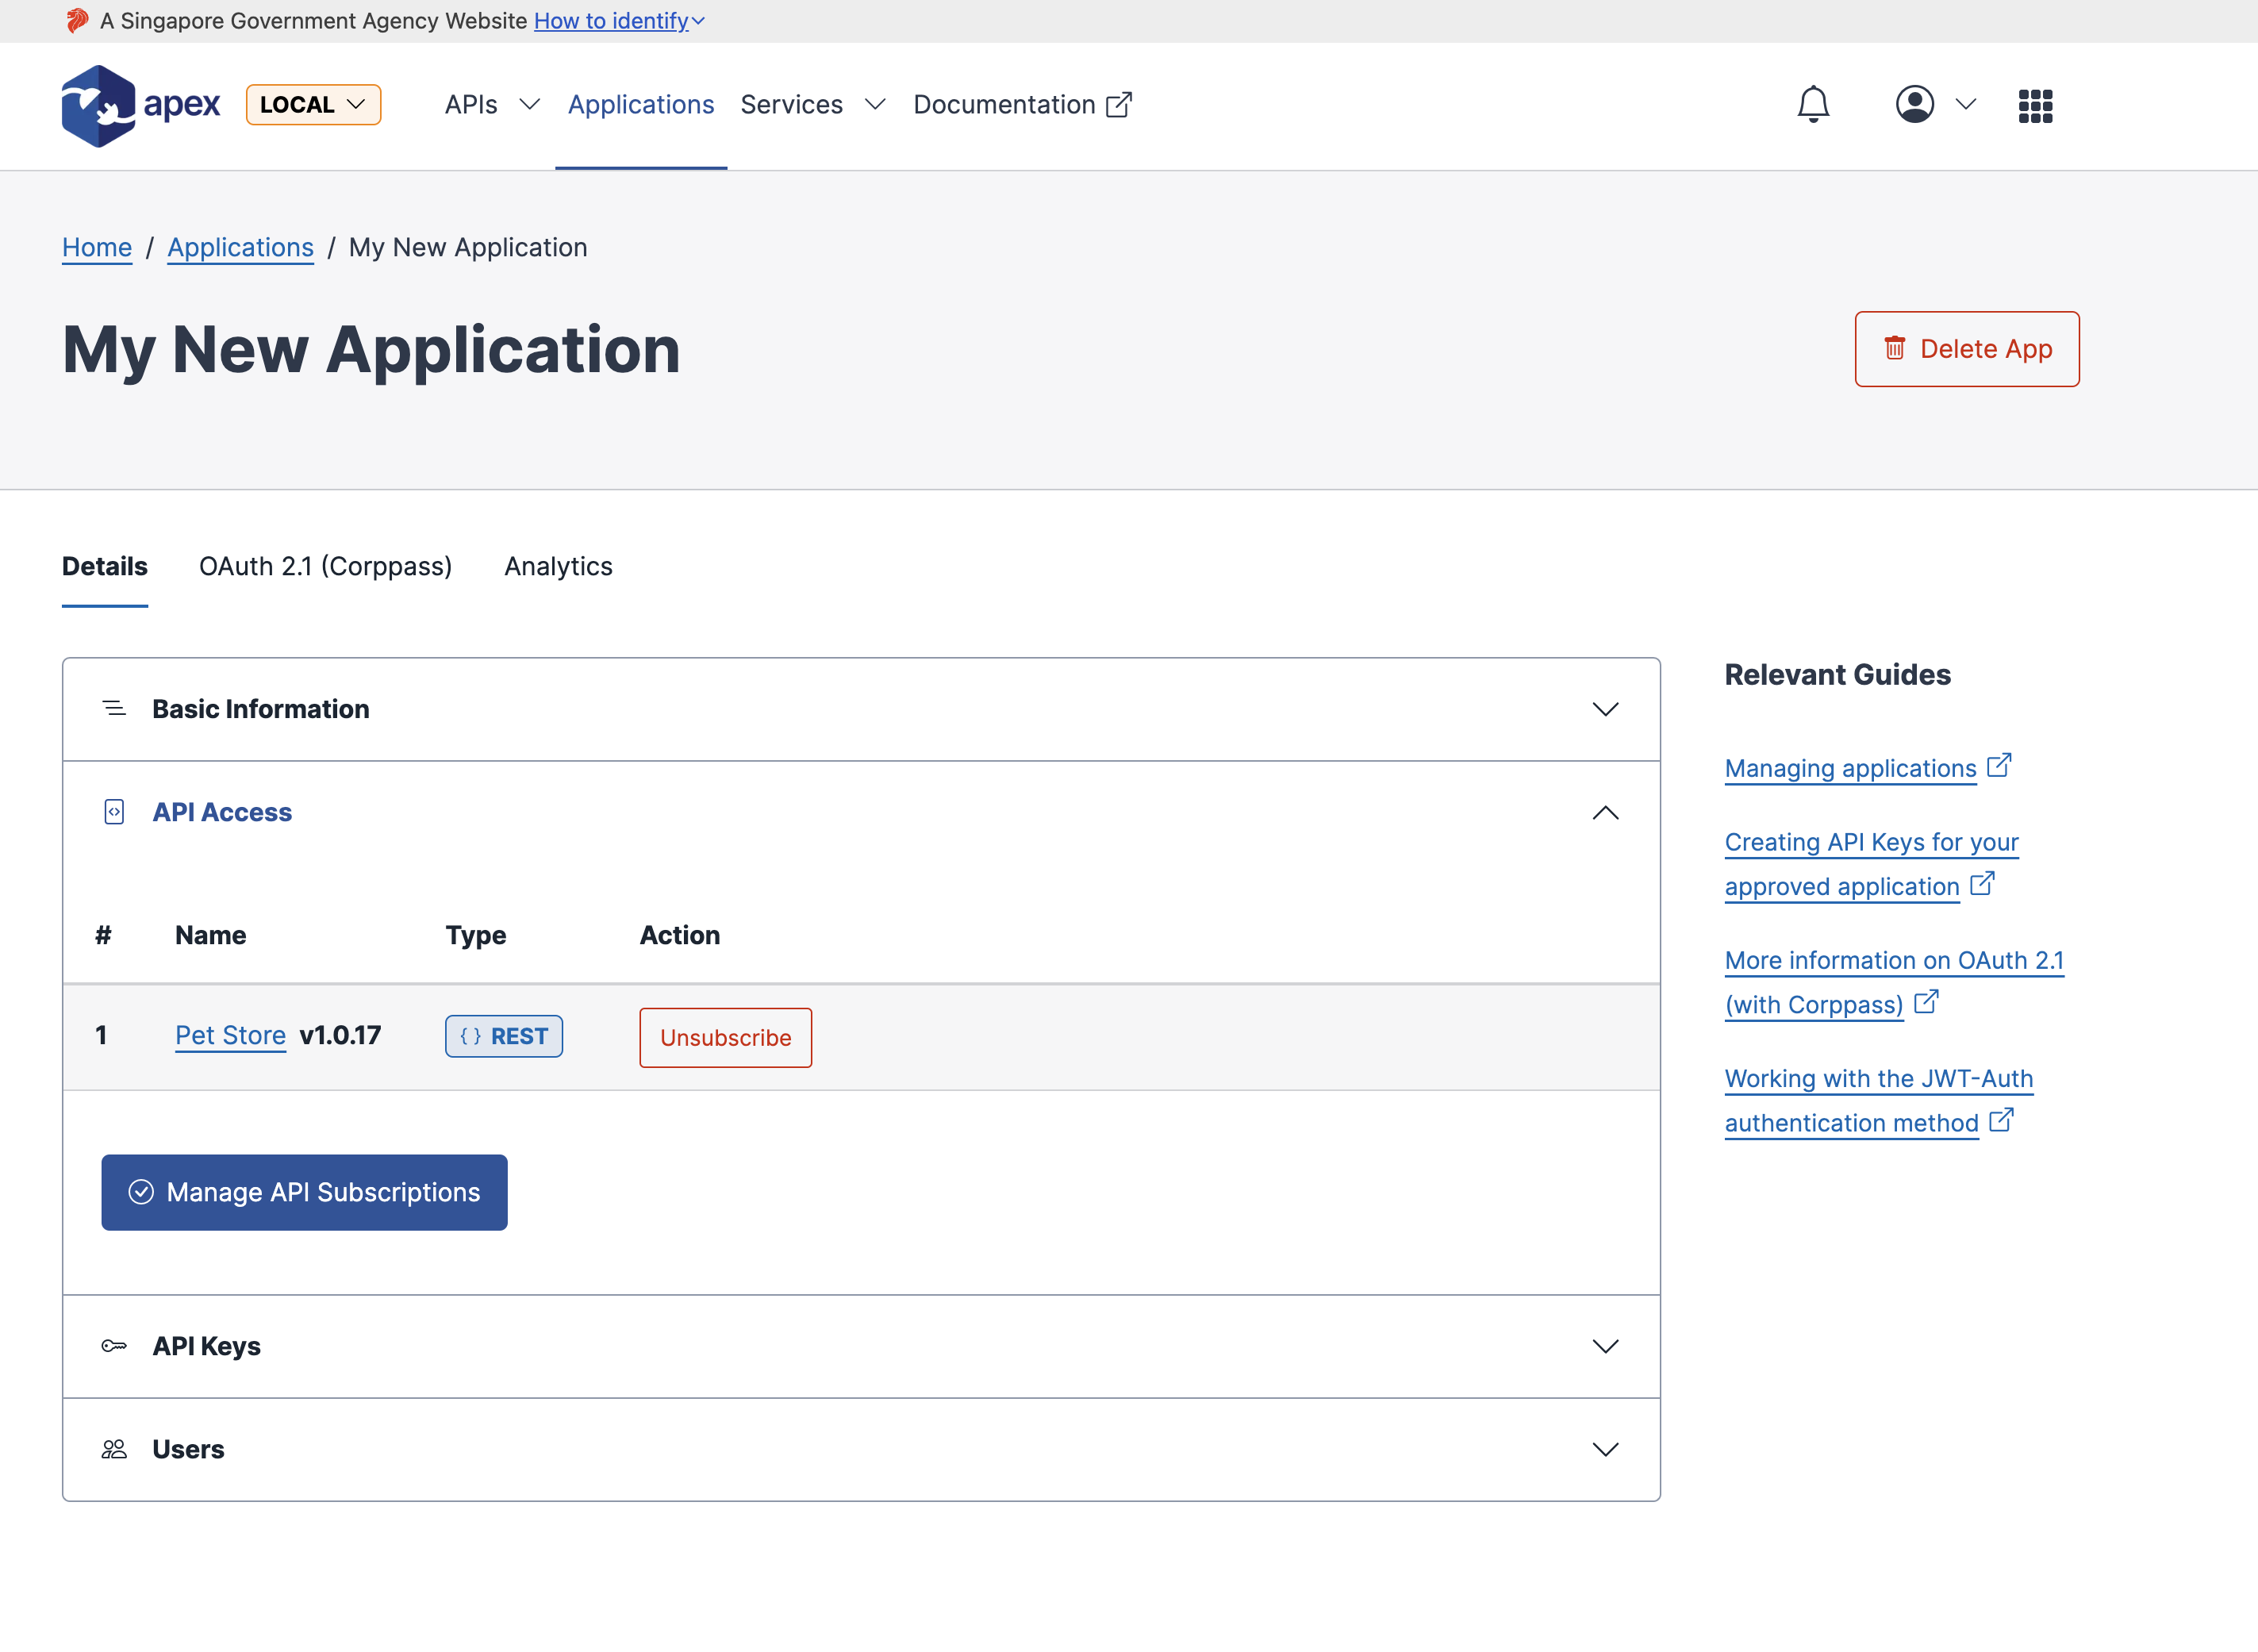 A Singapore Government Agency Website How to identify
apex LOCAL APIs Applications Services Documentation
Home / Applications / My New Application
My New Application
Delete App
Details OAuth 2.1 (Corppass) Analytics
Basic Information
API Access
# Name Type Action
1 Pet Store v1.0.17 { } REST Unsubscribe
Manage API Subscriptions
API Keys
Users
Relevant Guides
Managing applications
Creating API Keys for your
approved application
More information on OAuth 2.1
(with Corppass)
Working with the JWT-Auth
authentication method